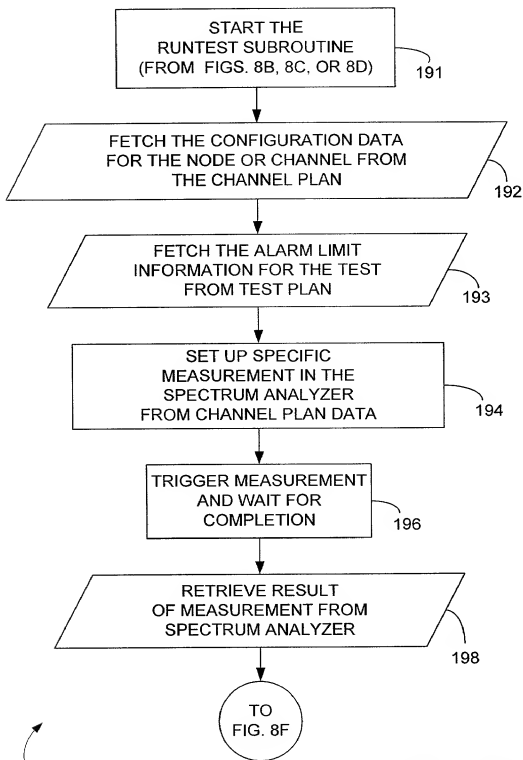 START THE
RUNTEST SUBROUTINE
(FROM FIGS. 8B, 8C, OR 8D)
191
FETCH THE CONFIGURATION DATA
FOR THE NODE OR CHANNEL FROM
THE CHANNEL PLAN
192
FETCH THE ALARM LIMIT
INFORMATION FOR THE TEST
FROM TEST PLAN
193
SET UP SPECIFIC
MEASUREMENT IN THE
SPECTRUM ANALYZER
FROM CHANNEL PLAN DATA
194
TRIGGER MEASUREMENT
AND WAIT FOR
COMPLETION
196
RETRIEVE RESULT
OF MEASUREMENT FROM
SPECTRUM ANALYZER
198
TO
FIG. 8F